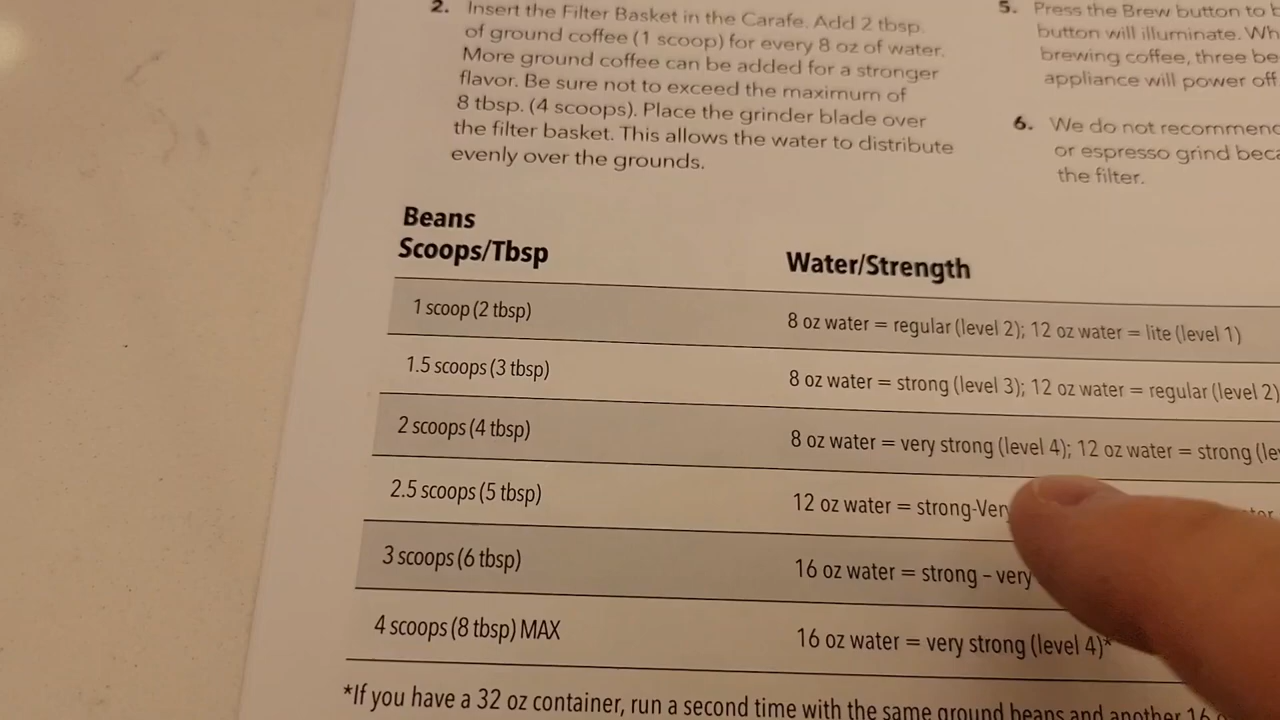 2. Insert the Filter Basket in the Carafe. Add 2 tbsp.
of ground coffee (1 scoop) for every 8 oz of water.
More ground coffee can be added for a stronger
flavor. Be sure not to exceed the maximum of
8 tbsp. (4 scoops). Place the grinder blade over
the filter basket. This allows the water to distribute
evenly over the grounds.
5. Press the Brew button to
button will illuminate.
brewing coffee, three
appliance will power off
6. We do not
or espresso grind
the filter.
Beans
Scoops/Tbsp
Water/Strength
1 scoop (2 tbsp)
8 oz water = regular (level 2); 12 oz water = lite (level 1)
1.5 scoops (3 tbsp)
8 oz water = strong (level 3); 12 oz water = regular (level 2)
2 scoops (4 tbsp)
8 oz water = very strong (level 4); 12 oz water = strong
2.5 scoops (5 tbsp)
12 oz water = strong-Very
3 scoops (6 tbsp)
16 oz water = strong – very
4 scoops (8 tbsp) MAX
16 oz water = very strong (level 4)*
*If you have a 32 oz container, run a second time with the same ground beans and another 16